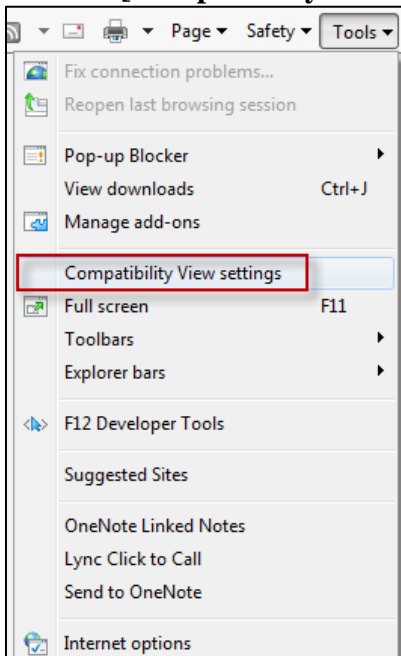 Page Safety Tools
Fix connection problems...
Reopen last browsing session
Pop-up Blocker
View downloads Ctrl+J
Manage add-ons
Compatibility View settings
Full screen F11
Toolbars
Explorer bars
F12 Developer Tools
Suggested Sites
OneNote Linked Notes
Lync Click to Call
Send to OneNote
Internet options